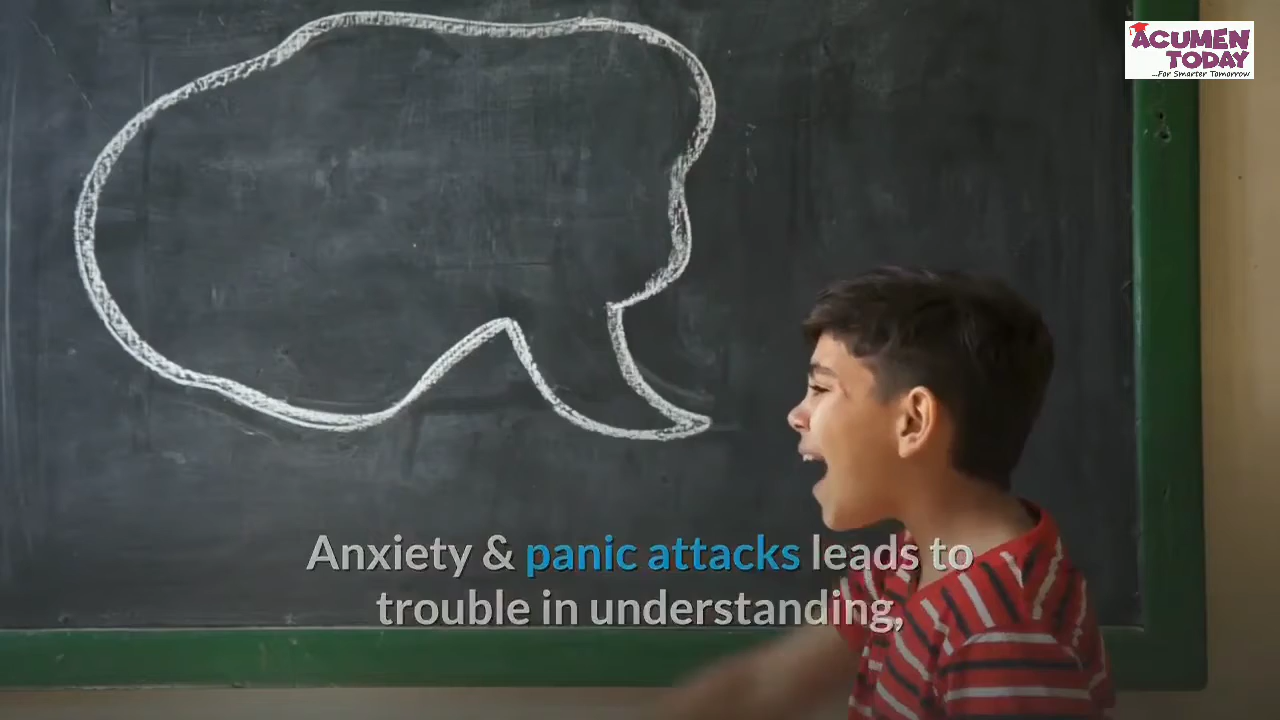 ACUMEN
TODAY
...For Smarter Tomorrow
Anxiety & panic attacks leads to
trouble in understanding,